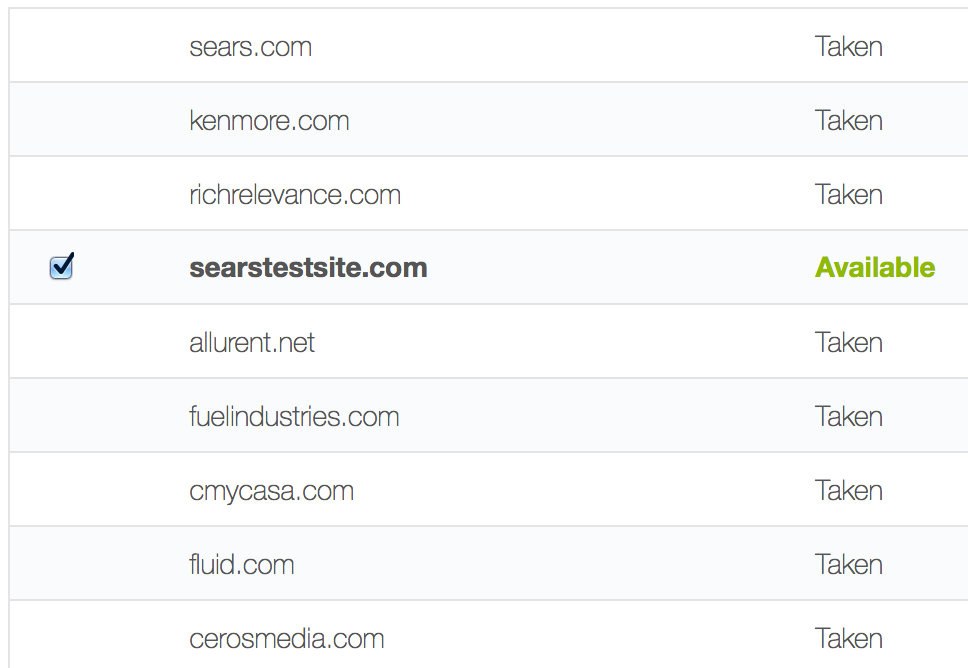 sears.com Taken
kenmore.com Taken
richrelevance.com Taken
searstestsite.com Available
allurent.net Taken
fuelindustries.com Taken
cmycasa.com Taken
fluid.com Taken
cerosmedia.com Taken